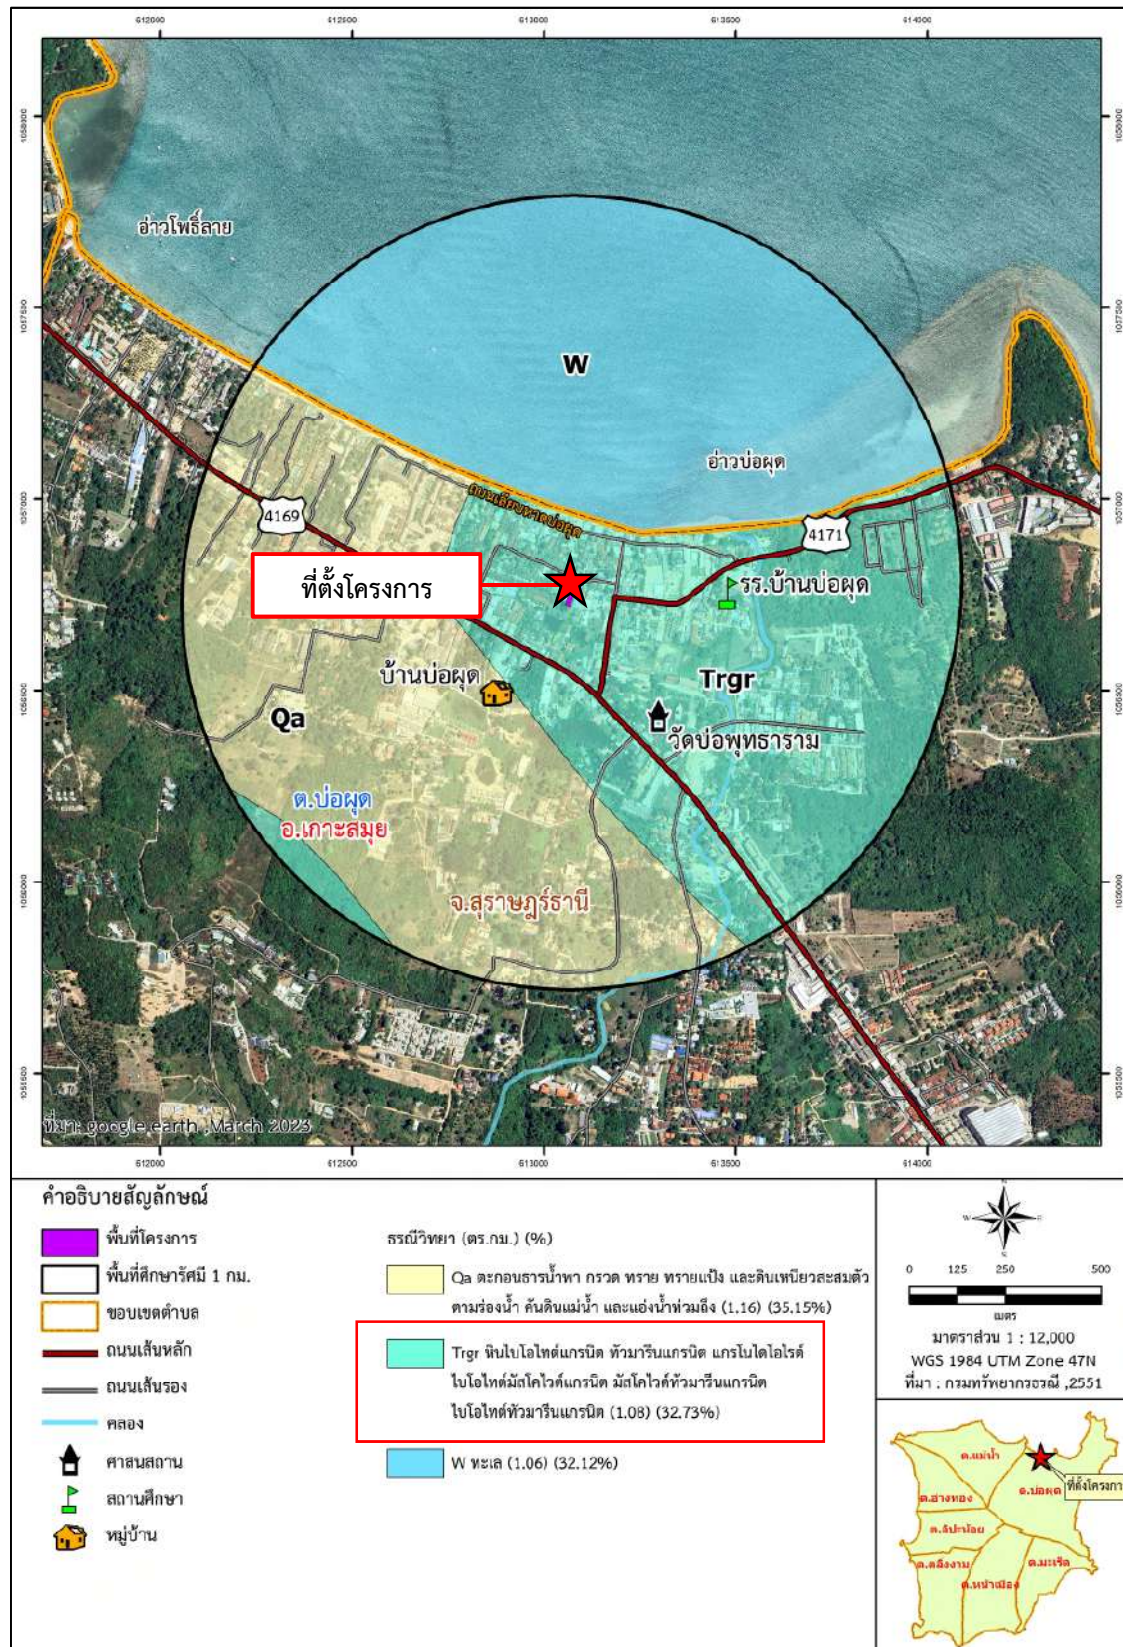 612000 612500 613000 613500 614000
1058000
1058000
อ่าวโพธิ์ลาย
1057500
1057500
W
อ่าวบ่อผุด
ถนนเลียบหาดบ่อผุด
1057000
1057000
4169
4171
ที่ตั้งโครงการ
รร.บ้านบ่อผุด
บ้านบ่อผุด
Trgr
1056500
1056500
Qa
วัดบ่อพุทธาราม
ต.บ่อผุด
อ.เกาะสมุย
1056000
1056000
จ.สุราษฎร์ธานี
1055500
1055500
ที่มา: google earth ,March 2023
612000 612500 613000 613500 614000
คำอธิบายสัญลักษณ์
พื้นที่โครงการ
พื้นที่ศึกษารัศมี 1 กม.
ขอบเขตตำบล
ถนนเส้นหลัก
ถนนเส้นรอง
คลอง
ศาสนสถาน
สถานศึกษา
หมู่บ้าน
ธรณีวิทยา (ตร.กม.) (%)
Qa ตะกอนธารน้ำพา กรวด ทราย ทรายแป้ง และดินเหนียวสะสมตัว
ตามร่องน้ำ คันดินแม่น้ำ และแอ่งน้ำท่วมถึง (1.16) (35.15%)
Trgr หินไบโอไทต์แกรนิต ทัวมารีนแกรนิต แกรโนไดโอไรต์
ไบโอไทต์มัสโคไวต์แกรนิต มัสโคไวต์ทัวมารีนแกรนิต
ไบโอไทต์ทัวมารีนแกรนิต (1.08) (32.73%)
W ทะเล (1.06) (32.12%)
N
W E
S
0 125 250 500
เมตร
มาตราส่วน 1 : 12,000
WGS 1984 UTM Zone 47N
ที่มา : กรมทรัพยากรธรณี ,2551
ต.แม่น้ำ
ที่ตั้งโครงการ
ต.บ่อผุด
ต.อ่างทอง
ต.ลิปะน้อย
ต.ตลิ่งงาม
ต.มะเร็ต
ต.หน้าเมือง